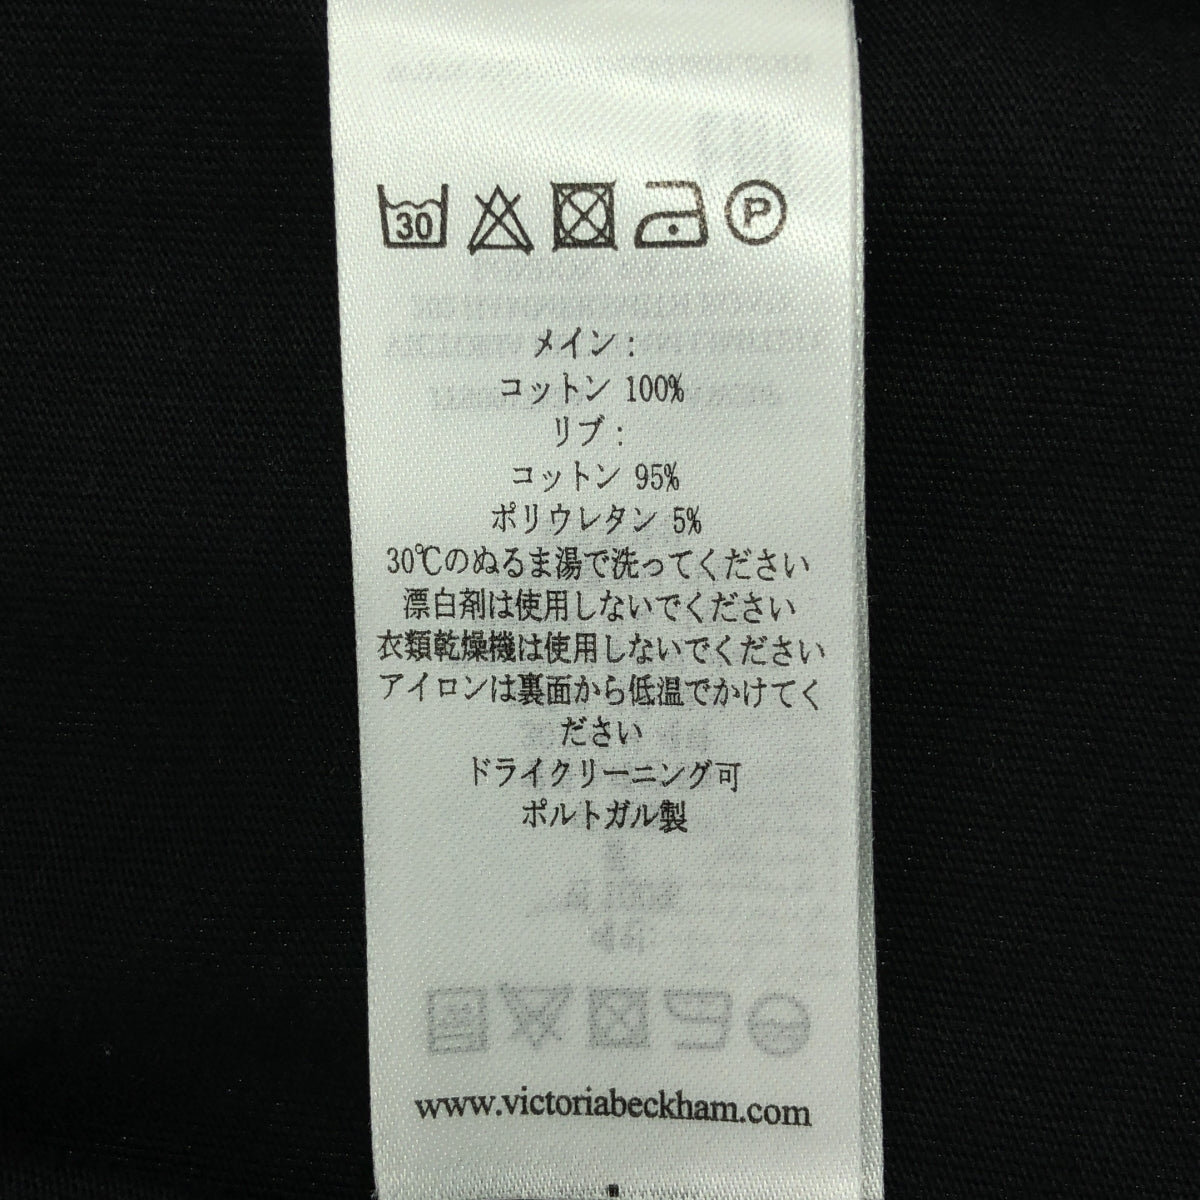 30
P
メイン :
コットン 100%
リブ :
コットン 95%
ポリウレタン 5%
30℃のぬるま湯で洗ってください
漂白剤は使用しないでください
衣類乾燥機は使用しないでください
アイロンは裏面から低温でかけてく
ださい
ドライクリーニング可
ポルトガル製
www.victoriabeckham.com